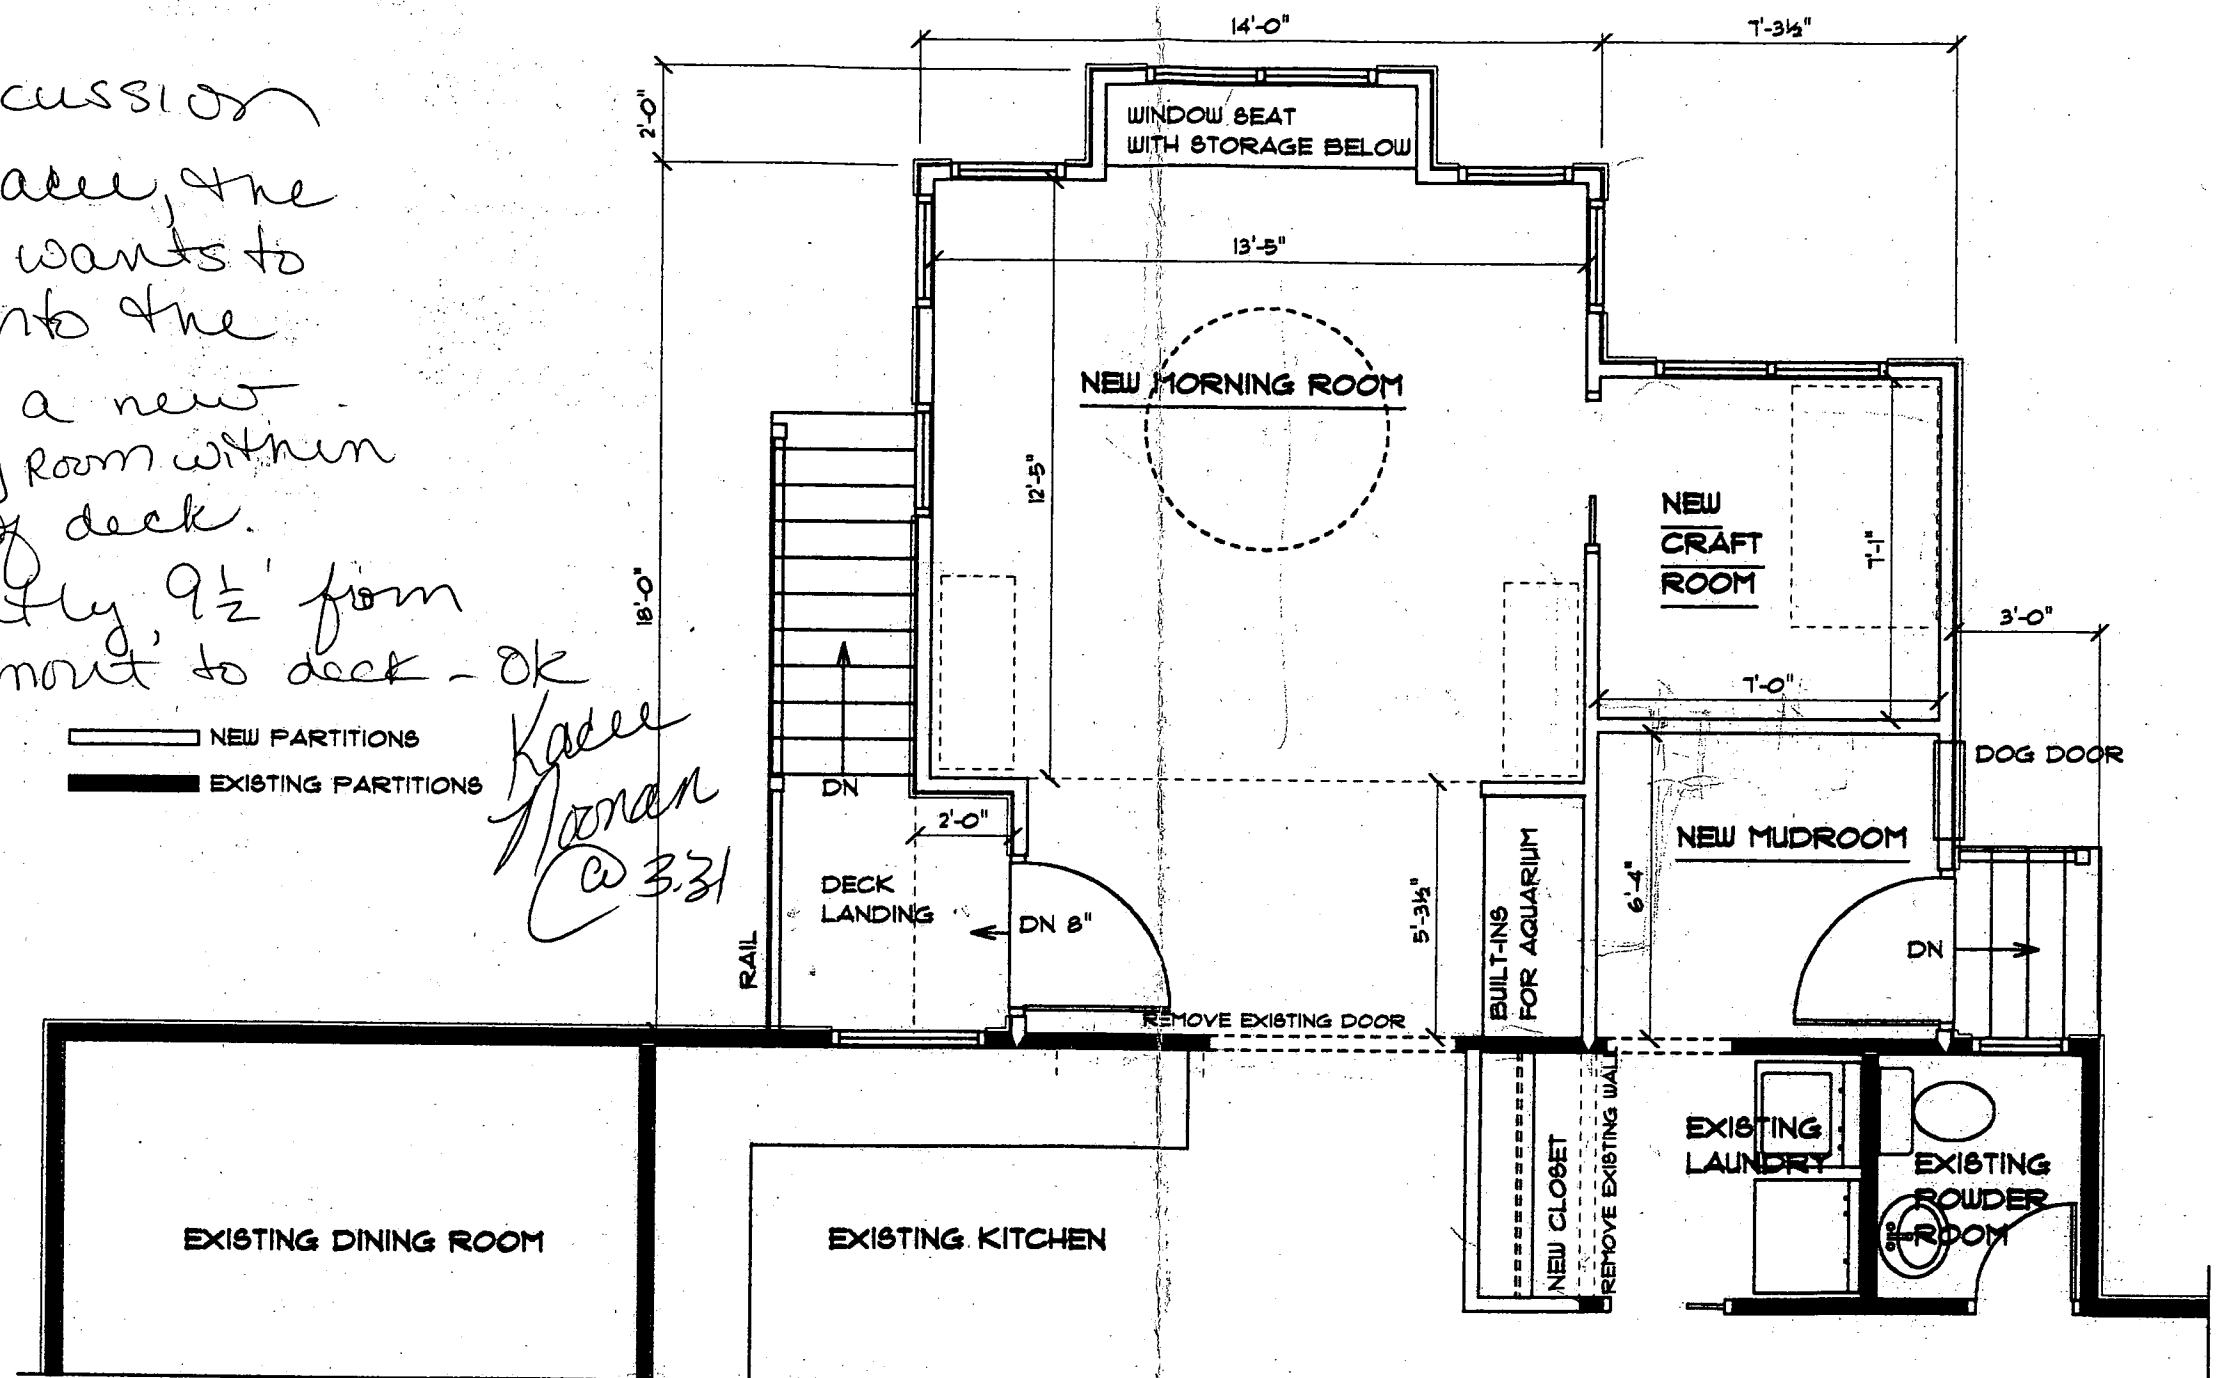 14'-0"
7'-3½"
2'-0"
WINDOW SEAT
WITH STORAGE BELOW
cussion
the
wants to
nto the
a new
Room within
deck.
tly 9½' from
to deck - OK
Kacee
Noonan
@ 3.31
NEW PARTITIONS
EXISTING PARTITIONS
13'-5"
NEW MORNING ROOM
12'-5"
18'-0"
NEW
CRAFT
ROOM
7'-1"
7'-0"
3'-0"
DOG DOOR
DN
2'-0"
NEW MUDROOM
6'-4"
DECK
LANDING
DN 8"
RAIL
5'-3½"
BUILT-INS
FOR AQUARIUM
DN
REMOVE EXISTING DOOR
NEW CLOSET
REMOVE EXISTING WALL
EXISTING
LAUNDRY
EXISTING
POWDER
ROOM
EXISTING DINING ROOM
EXISTING KITCHEN